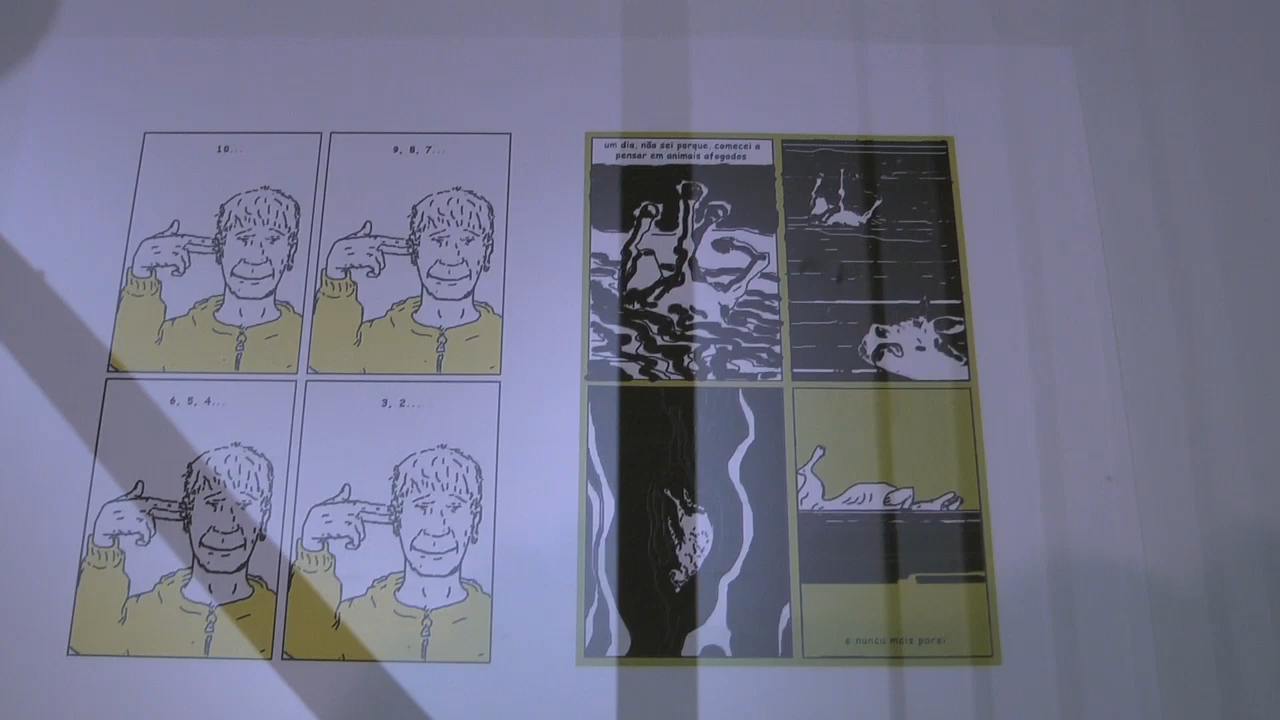 10...
9, 8, 7...
6, 5, 4...
3, 2...
um dia, não sei porque, comecei a
pensar em animais afogados
e nunca mais parei